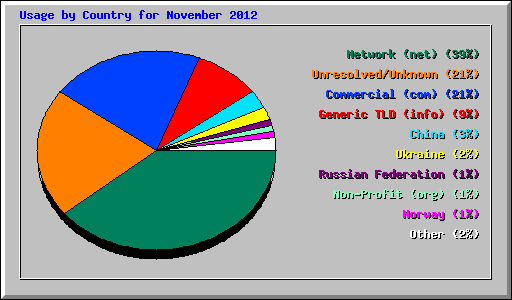 Usage by Country for November 2012
Network (net) (39%)
Unresolved/Unknown (21%)
Commercial (com) (21%)
Generic TLD (info) (9%)
China (3%)
Ukraine (2%)
Russian Federation (1%)
Non-Profit (org) (1%)
Norway (1%)
Other (2%)